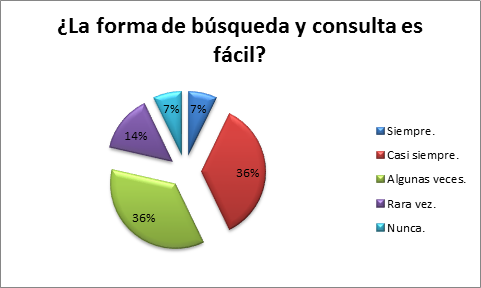 ¿La forma de búsqueda y consulta es
fácil?
7%
7%
36%
36%
14%
Siempre.
Casi siempre.
Algunas veces.
Rara vez.
Nunca.